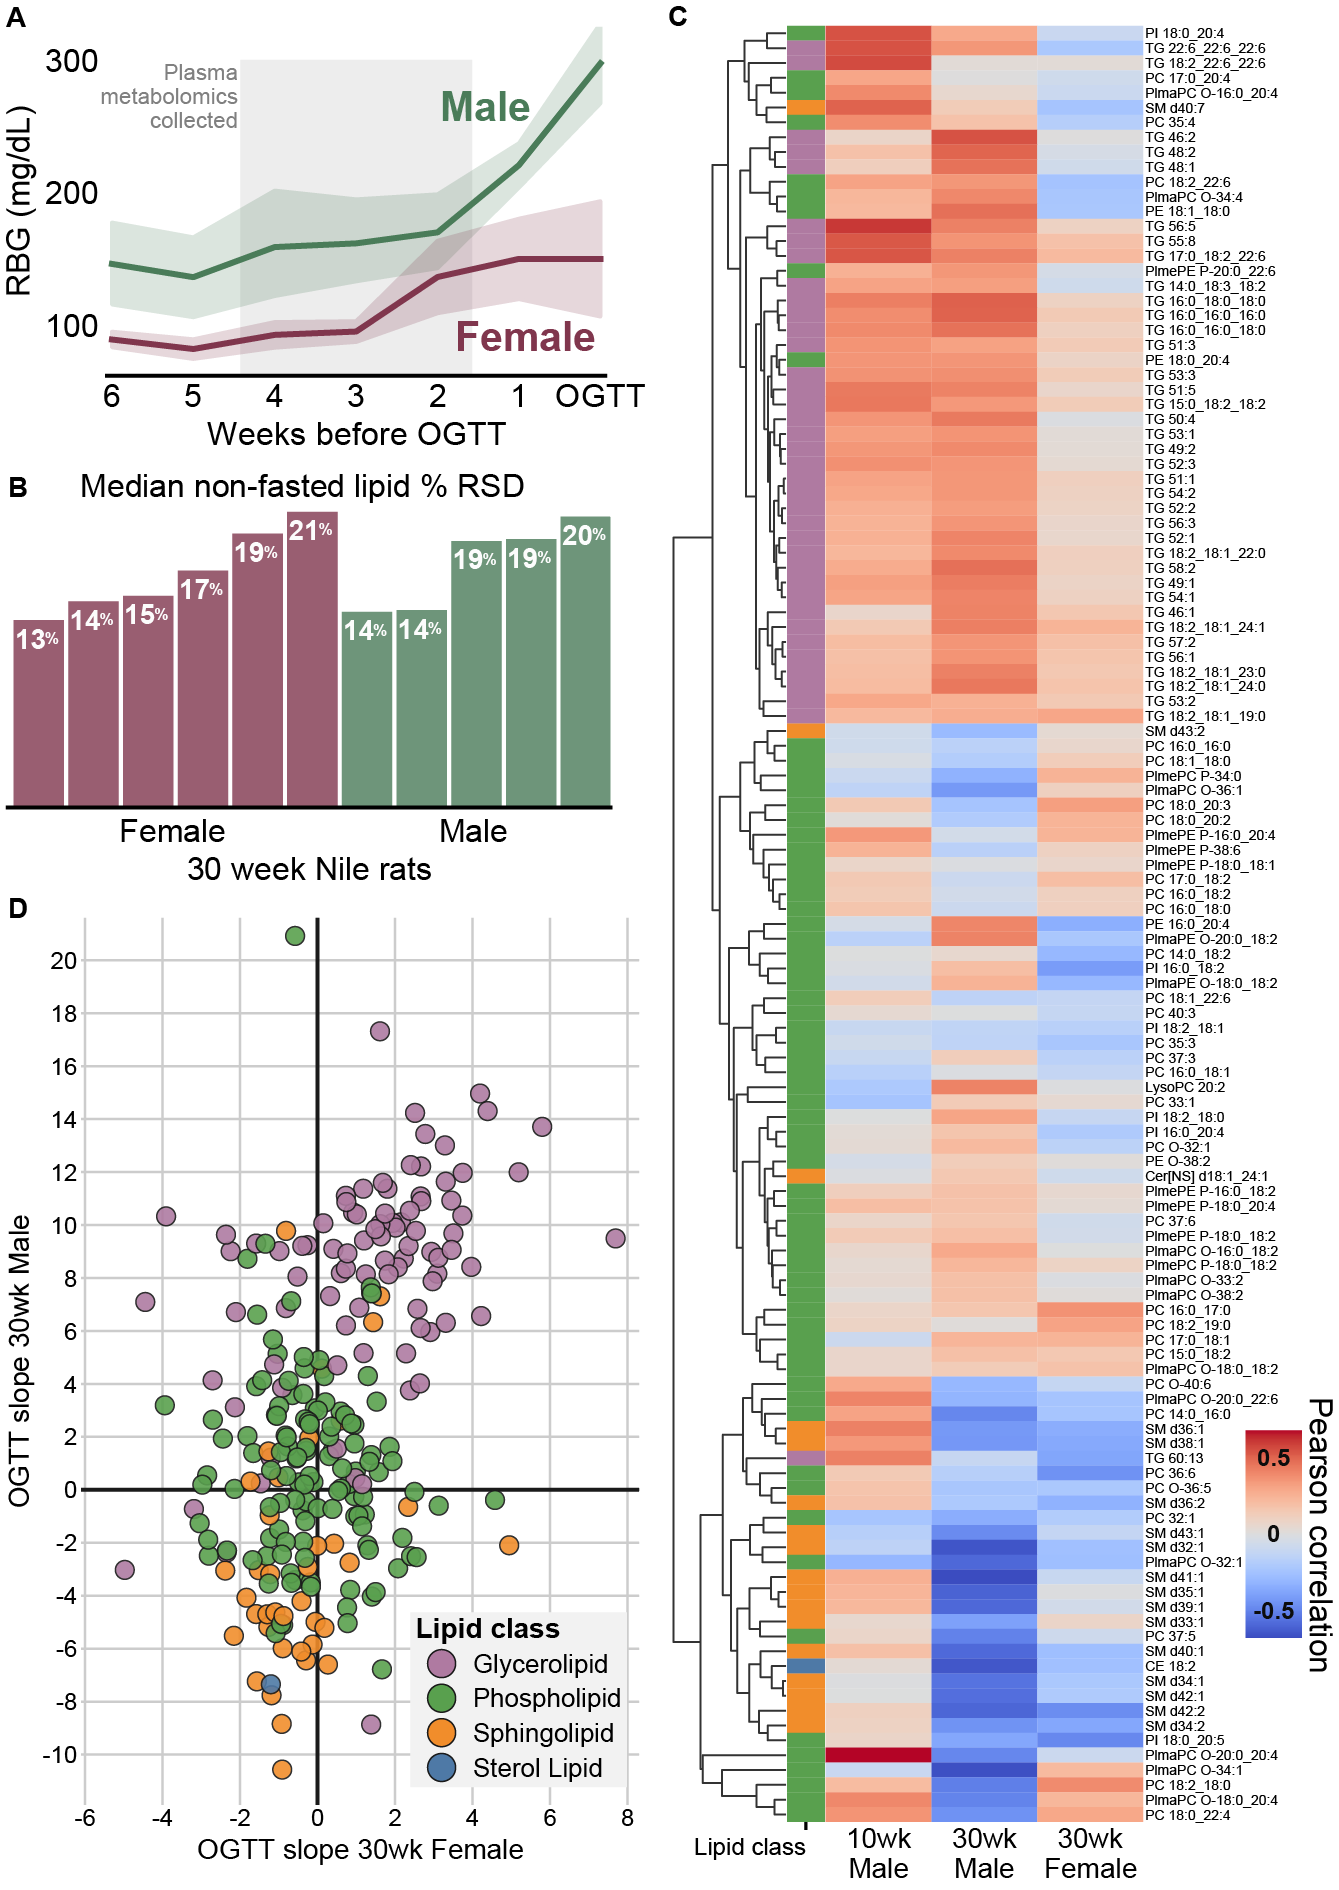 A
300
200
100
RBG (mg/dL)
Plasma
metabolomics
collected
Male
Female
6 5 4 3 2 1 OGTT
Weeks before OGTT
B
Median non-fasted lipid % RSD
13% 14% 15% 17% 19% 21% 14% 14% 19% 19% 20%
Female Male
30 week Nile rats
D
20
18
16
14
12
10
8
6
4
2
0
-2
-4
-6
-8
-10
OGTT slope 30wk Male
-6 -4 -2 0 2 4 6 8
OGTT slope 30wk Female
Lipid class
Glycerolipid
Phospholipid
Sphingolipid
Sterol Lipid
C
PI 18:0_20:4
TG 22:6_22:6_22:6
TG 18:2_22:6_22:6
PC 17:0_20:4
PlmaPC O-16:0_20:4
SM d40:7
PC 35:4
TG 46:2
TG 48:2
TG 48:1
PC 18:2_22:6
PlmaPC O-34:4
PE 18:1_18:0
TG 56:5
TG 55:8
TG 17:0_18:2_22:6
PlmePE P-20:0_22:6
TG 14:0_18:3_18:2
TG 16:0_18:0_18:0
TG 16:0_16:0_16:0
TG 16:0_16:0_18:0
TG 51:3
PE 18:0_20:4
TG 53:3
TG 51:5
TG 15:0_18:2_18:2
TG 50:4
TG 53:1
TG 49:2
TG 52:3
TG 51:1
TG 54:2
TG 52:2
TG 56:3
TG 52:1
TG 18:2_18:1_22:0
TG 58:2
TG 49:1
TG 54:1
TG 46:1
TG 18:2_18:1_24:1
TG 57:2
TG 56:1
TG 18:2_18:1_23:0
TG 18:2_18:1_24:0
TG 53:2
TG 18:2_18:1_19:0
SM d43:2
PC 16:0_16:0
PC 18:1_18:0
PlmePC P-34:0
PlmaPC O-36:1
PC 18:0_20:3
PC 18:0_20:2
PlmePE P-16:0_20:4
PlmePE P-38:6
PlmePE P-18:0_18:1
PC 17:0_18:2
PC 16:0_18:2
PC 16:0_18:0
PE 16:0_20:4
PlmaPE O-20:0_18:2
PC 14:0_18:2
PI 16:0_18:2
PlmaPE O-18:0_18:2
PC 18:1_22:6
PC 40:3
PI 18:2_18:1
PC 35:3
PC 37:3
PC 16:0_18:1
LysoPC 20:2
PC 33:1
PI 18:2_18:0
PI 16:0_20:4
PC O-32:1
PE O-38:2
Cer[NS] d18:1_24:1
PlmePE P-16:0_18:2
PlmePE P-18:0_20:4
PC 37:6
PlmePE P-18:0_18:2
PlmaPC O-16:0_18:2
PlmePC P-18:0_18:2
PlmaPC O-33:2
PlmaPC O-38:2
PC 16:0_17:0
PC 18:2_19:0
PC 17:0_18:1
PC 15:0_18:2
PlmaPC O-18:0_18:2
PC O-40:6
PlmaPC O-20:0_22:6
PC 14:0_16:0
SM d36:1
SM d38:1
TG 60:13
PC 36:6
PC O-36:5
SM d36:2
PC 32:1
SM d43:1
SM d32:1
PlmaPC O-32:1
SM d41:1
SM d35:1
SM d39:1
SM d33:1
PC 37:5
SM d40:1
CE 18:2
SM d34:1
SM d42:1
SM d42:2
SM d34:2
PI 18:0_20:5
PlmaPC O-20:0_20:4
PlmaPC O-34:1
PC 18:2_18:0
PlmaPC O-18:0_20:4
PC 18:0_22:4
Lipid class
10wk
Male
30wk
Male
30wk
Female
0.5
0
-0.5
Pearson correlation